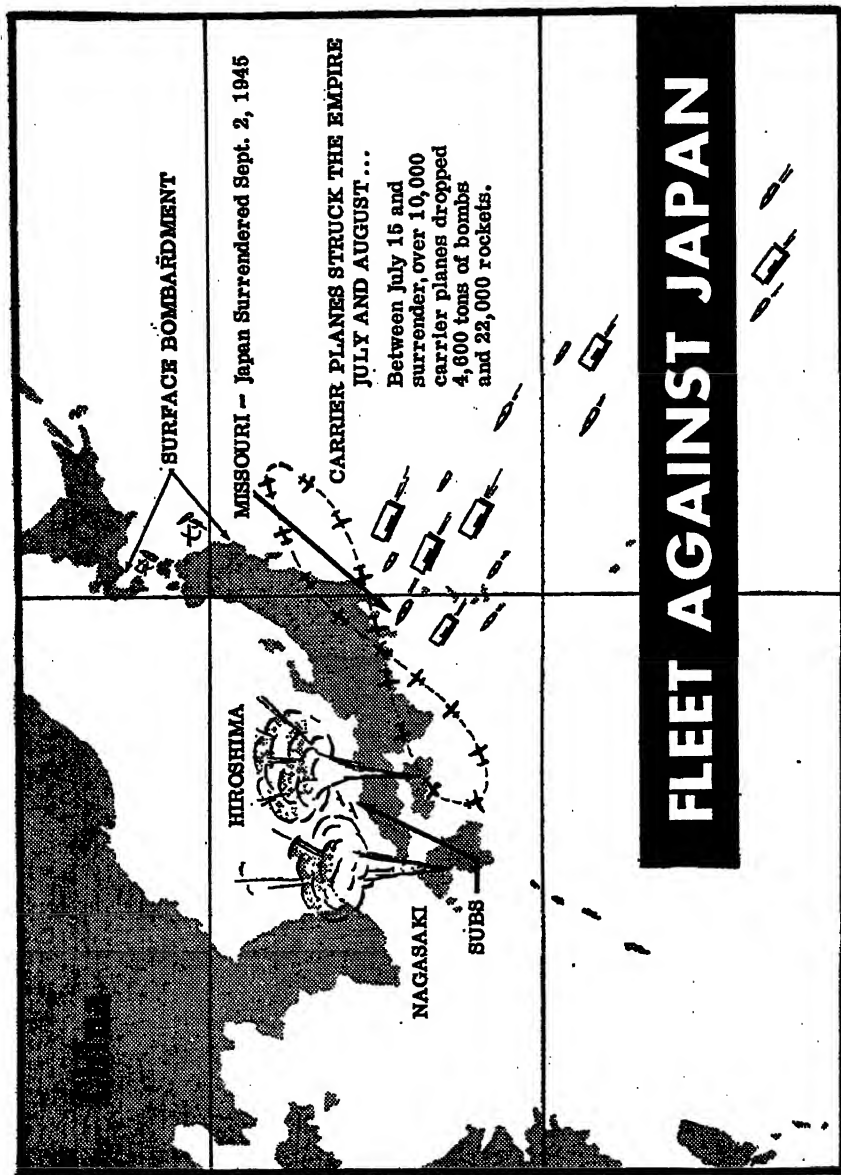 China
SURFACE BOMBARDMENT
MISSOURI – Japan Surrendered Sept. 2, 1945
CARRIER PLANES STRUCK THE EMPIRE
JULY AND AUGUST...
Between July 15 and
surrender, over 10,000
carrier planes dropped
4,600 tons of bombs
and 22,000 rockets.
HIROSHIMA
NAGASAKI
SUBS
FLEET AGAINST JAPAN